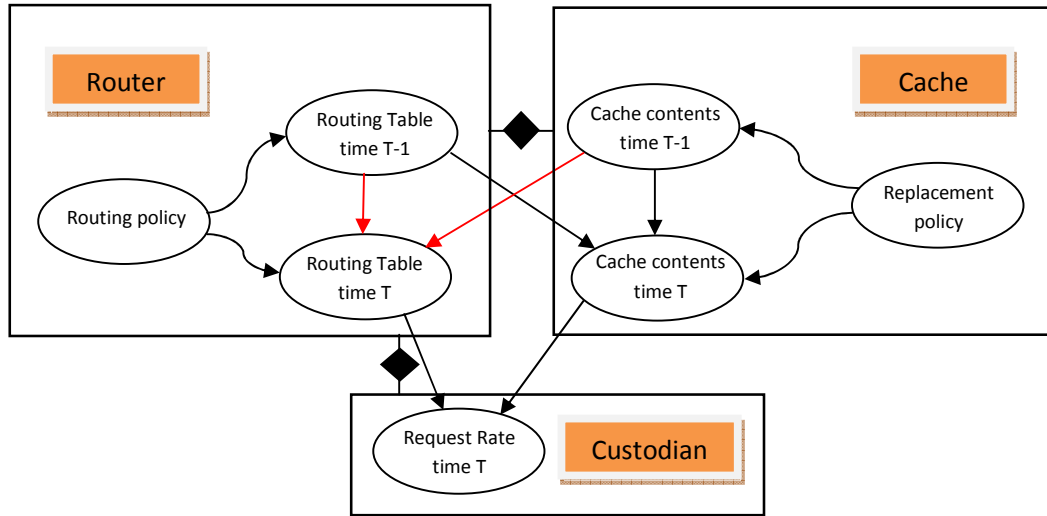 Router
Routing Table
time T-1
Routing policy
Routing Table
time T
Cache
Cache contents
time T-1
Replacement
policy
Cache contents
time T
Request Rate
time T
Custodian